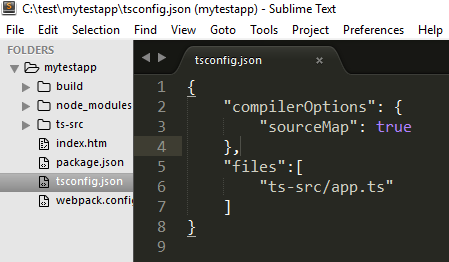 C:\test\mytestapp\tsconfig.json (mytestapp) - Sublime Text
File Edit Selection Find View Goto Tools Project Preferences Help
FOLDERS
mytestapp
build
node_modules
ts-src
index.htm
package.json
tsconfig.json
webpack.config
tsconfig.json ×
1 {
2 "compilerOptions": {
3 "sourceMap": true
4 },
5 "files":[
6 "ts-src/app.ts"
7 ]
8 }
9